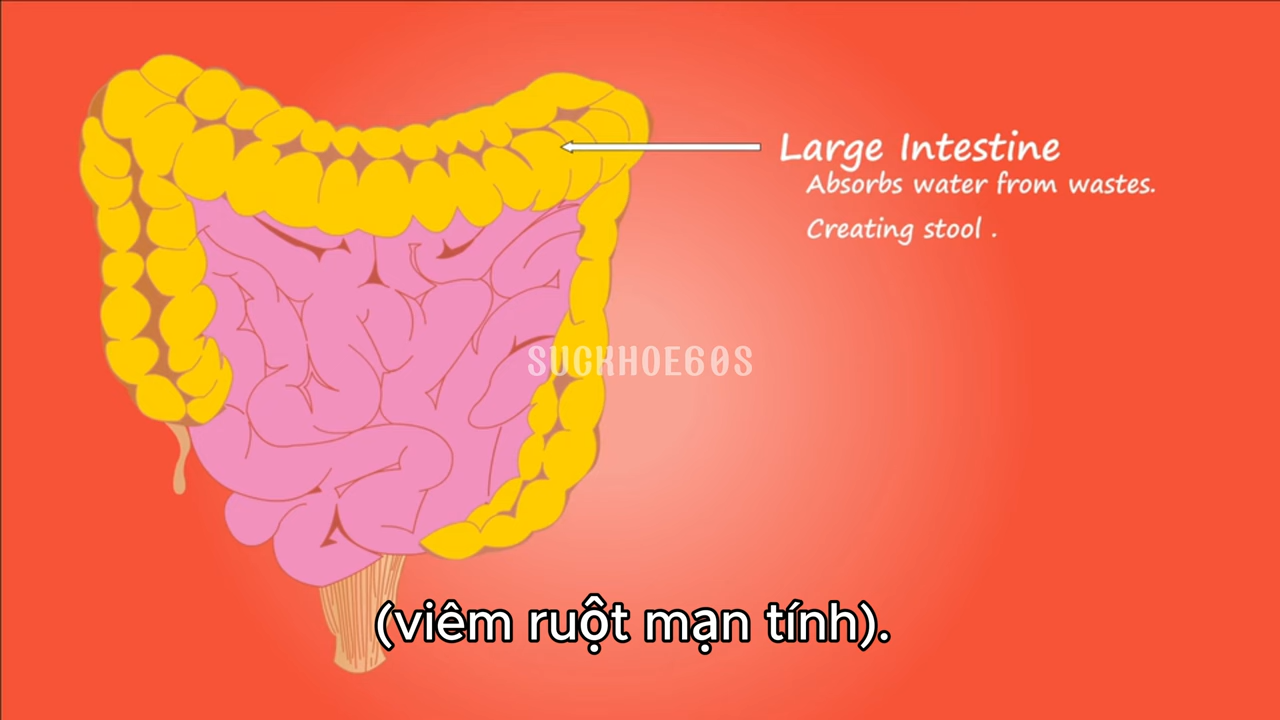 Large Intestine
Absorbs water from wastes.
Creating stool .
SUCKHOE60S
(viêm ruột mạn tính).